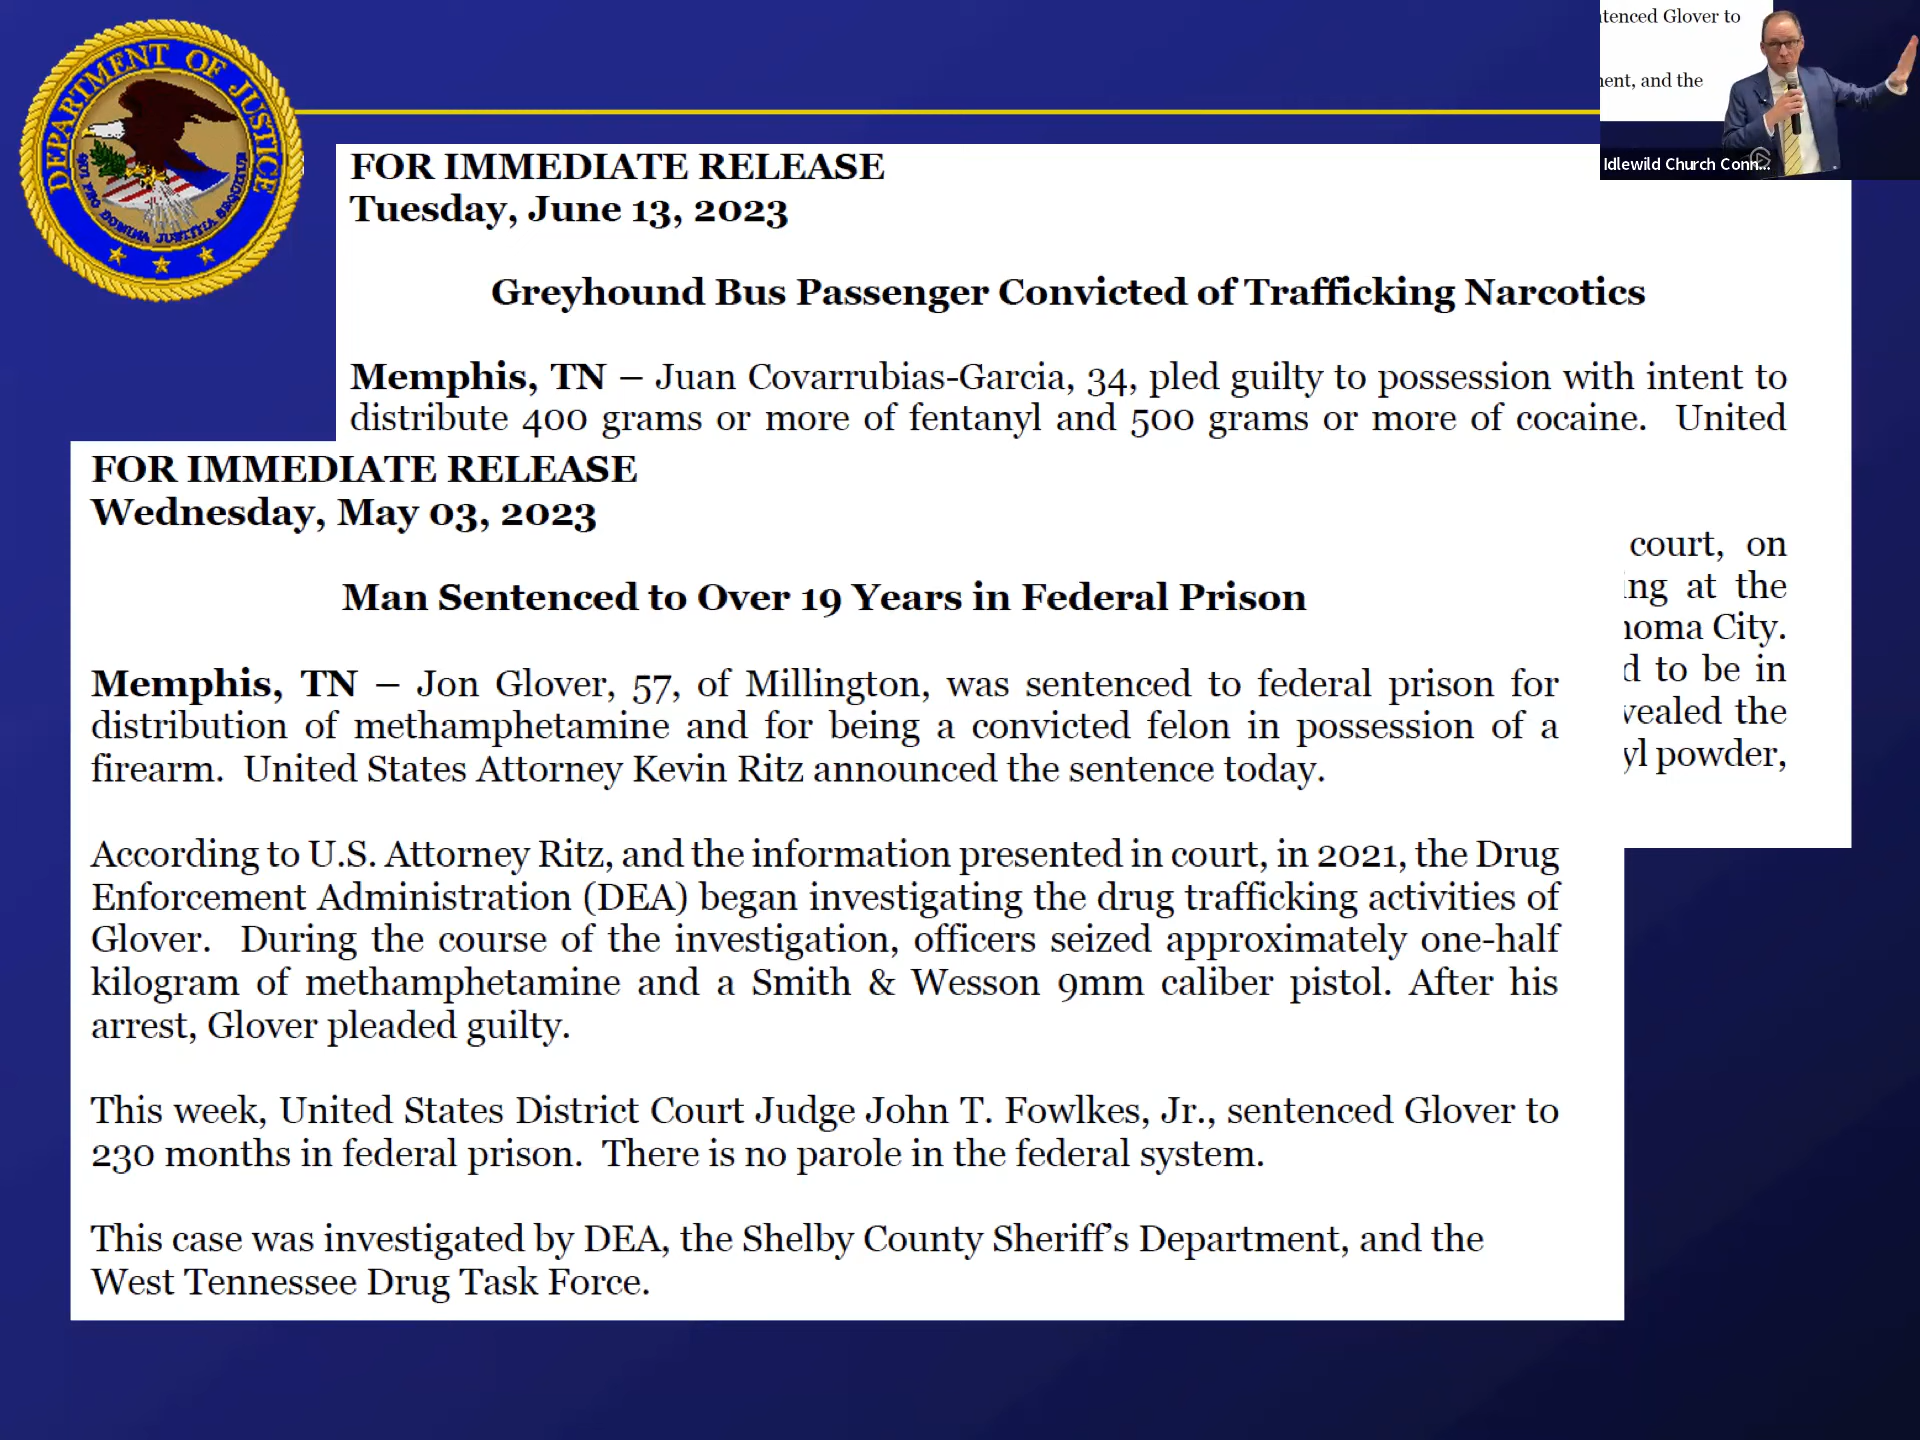 DEPARTMENT OF JUSTICE
QUI PRO DOMINA JUSTITIA SEQUITUR
tenced Glover to
ent, and the
Idlewild Church Conn...
FOR IMMEDIATE RELEASE
Tuesday, June 13, 2023
Greyhound Bus Passenger Convicted of Trafficking Narcotics
Memphis, TN – Juan Covarrubias-Garcia, 34, pled guilty to possession with intent to
distribute 400 grams or more of fentanyl and 500 grams or more of cocaine. United
court, on
ing at the
homa City.
d to be in
vealed the
yl powder,
FOR IMMEDIATE RELEASE
Wednesday, May 03, 2023
Man Sentenced to Over 19 Years in Federal Prison
Memphis, TN – Jon Glover, 57, of Millington, was sentenced to federal prison for
distribution of methamphetamine and for being a convicted felon in possession of a
firearm. United States Attorney Kevin Ritz announced the sentence today.
According to U.S. Attorney Ritz, and the information presented in court, in 2021, the Drug
Enforcement Administration (DEA) began investigating the drug trafficking activities of
Glover. During the course of the investigation, officers seized approximately one-half
kilogram of methamphetamine and a Smith & Wesson 9mm caliber pistol. After his
arrest, Glover pleaded guilty.
This week, United States District Court Judge John T. Fowlkes, Jr., sentenced Glover to
230 months in federal prison. There is no parole in the federal system.
This case was investigated by DEA, the Shelby County Sheriff's Department, and the
West Tennessee Drug Task Force.